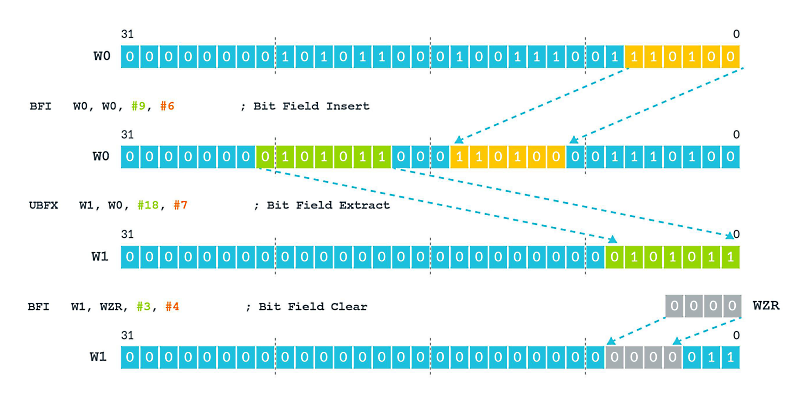 31 0
W0 0 0 0 0 0 0 0 0 1 0 1 0 1 1 0 0 0 1 0 0 1 1 1 0 0 1 1 1 0 1 0 0
BFI W0, W0, #9, #6 ; Bit Field Insert
31 0
W0 0 0 0 0 0 0 0 0 1 0 1 0 1 1 0 0 0 1 1 0 1 0 0 0 0 1 1 1 0 1 0 0
UBFX W1, W0, #18, #7 ; Bit Field Extract
31 0
W1 0 0 0 0 0 0 0 0 0 0 0 0 0 0 0 0 0 0 0 0 0 0 0 0 0 0 1 0 1 0 1 1
BFI W1, WZR, #3, #4 ; Bit Field Clear 0 0 0 0 WZR
31 0
W1 0 0 0 0 0 0 0 0 0 0 0 0 0 0 0 0 0 0 0 0 0 0 0 0 0 0 0 0 0 0 1 1